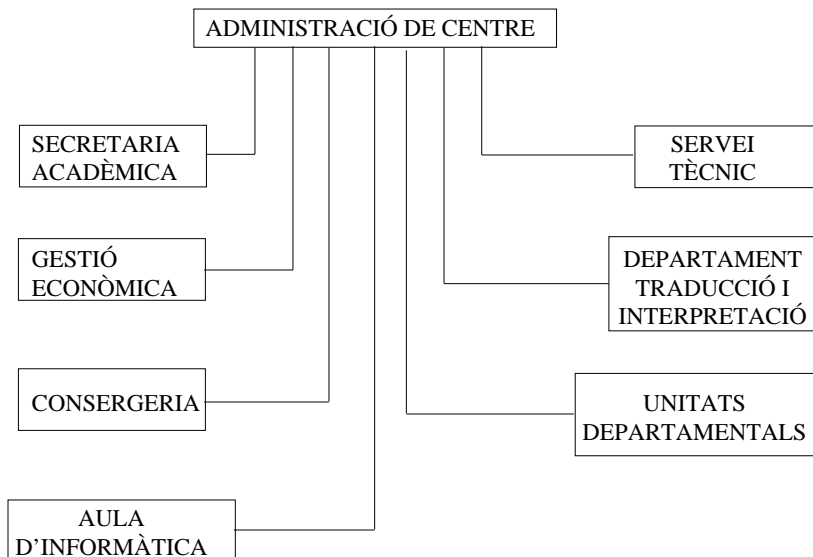 ADMINISTRACIÓ DE CENTRE
SECRETARIA
ACADÈMICA
SERVEI
TÈCNIC
GESTIÓ
ECONÒMICA
DEPARTAMENT
TRADUCCIÓ I
INTERPRETACIÓ
CONSERGERIA
UNITATS
DEPARTAMENTALS
AULA
D'INFORMÀTICA